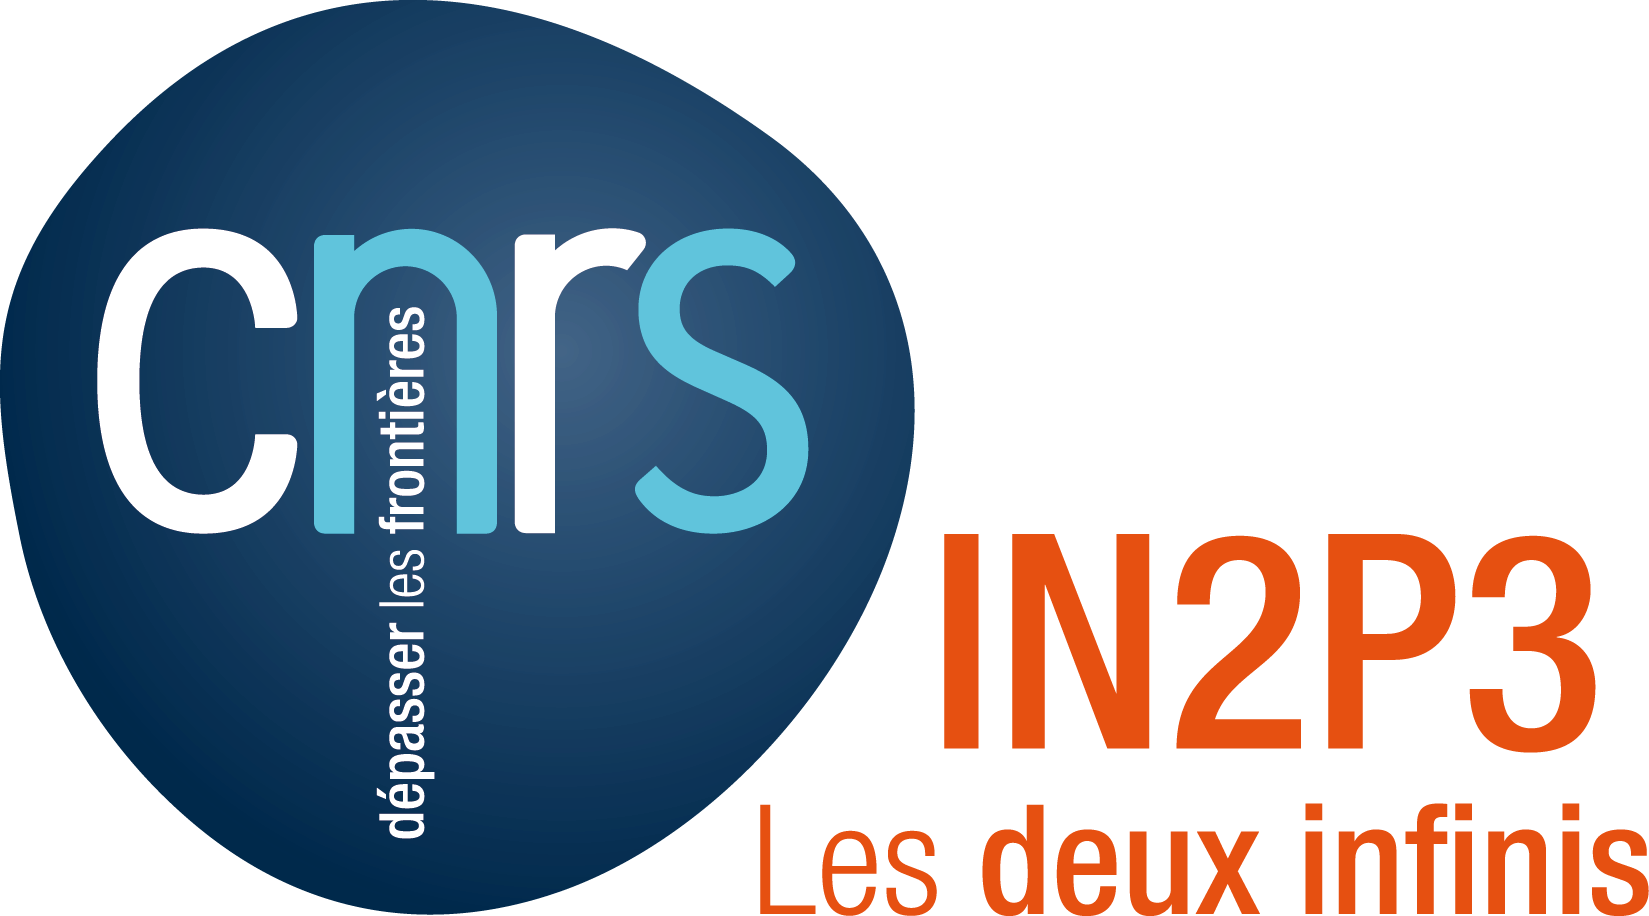 cnrs
dépasser les frontières
IN2P3
Les deux infinis